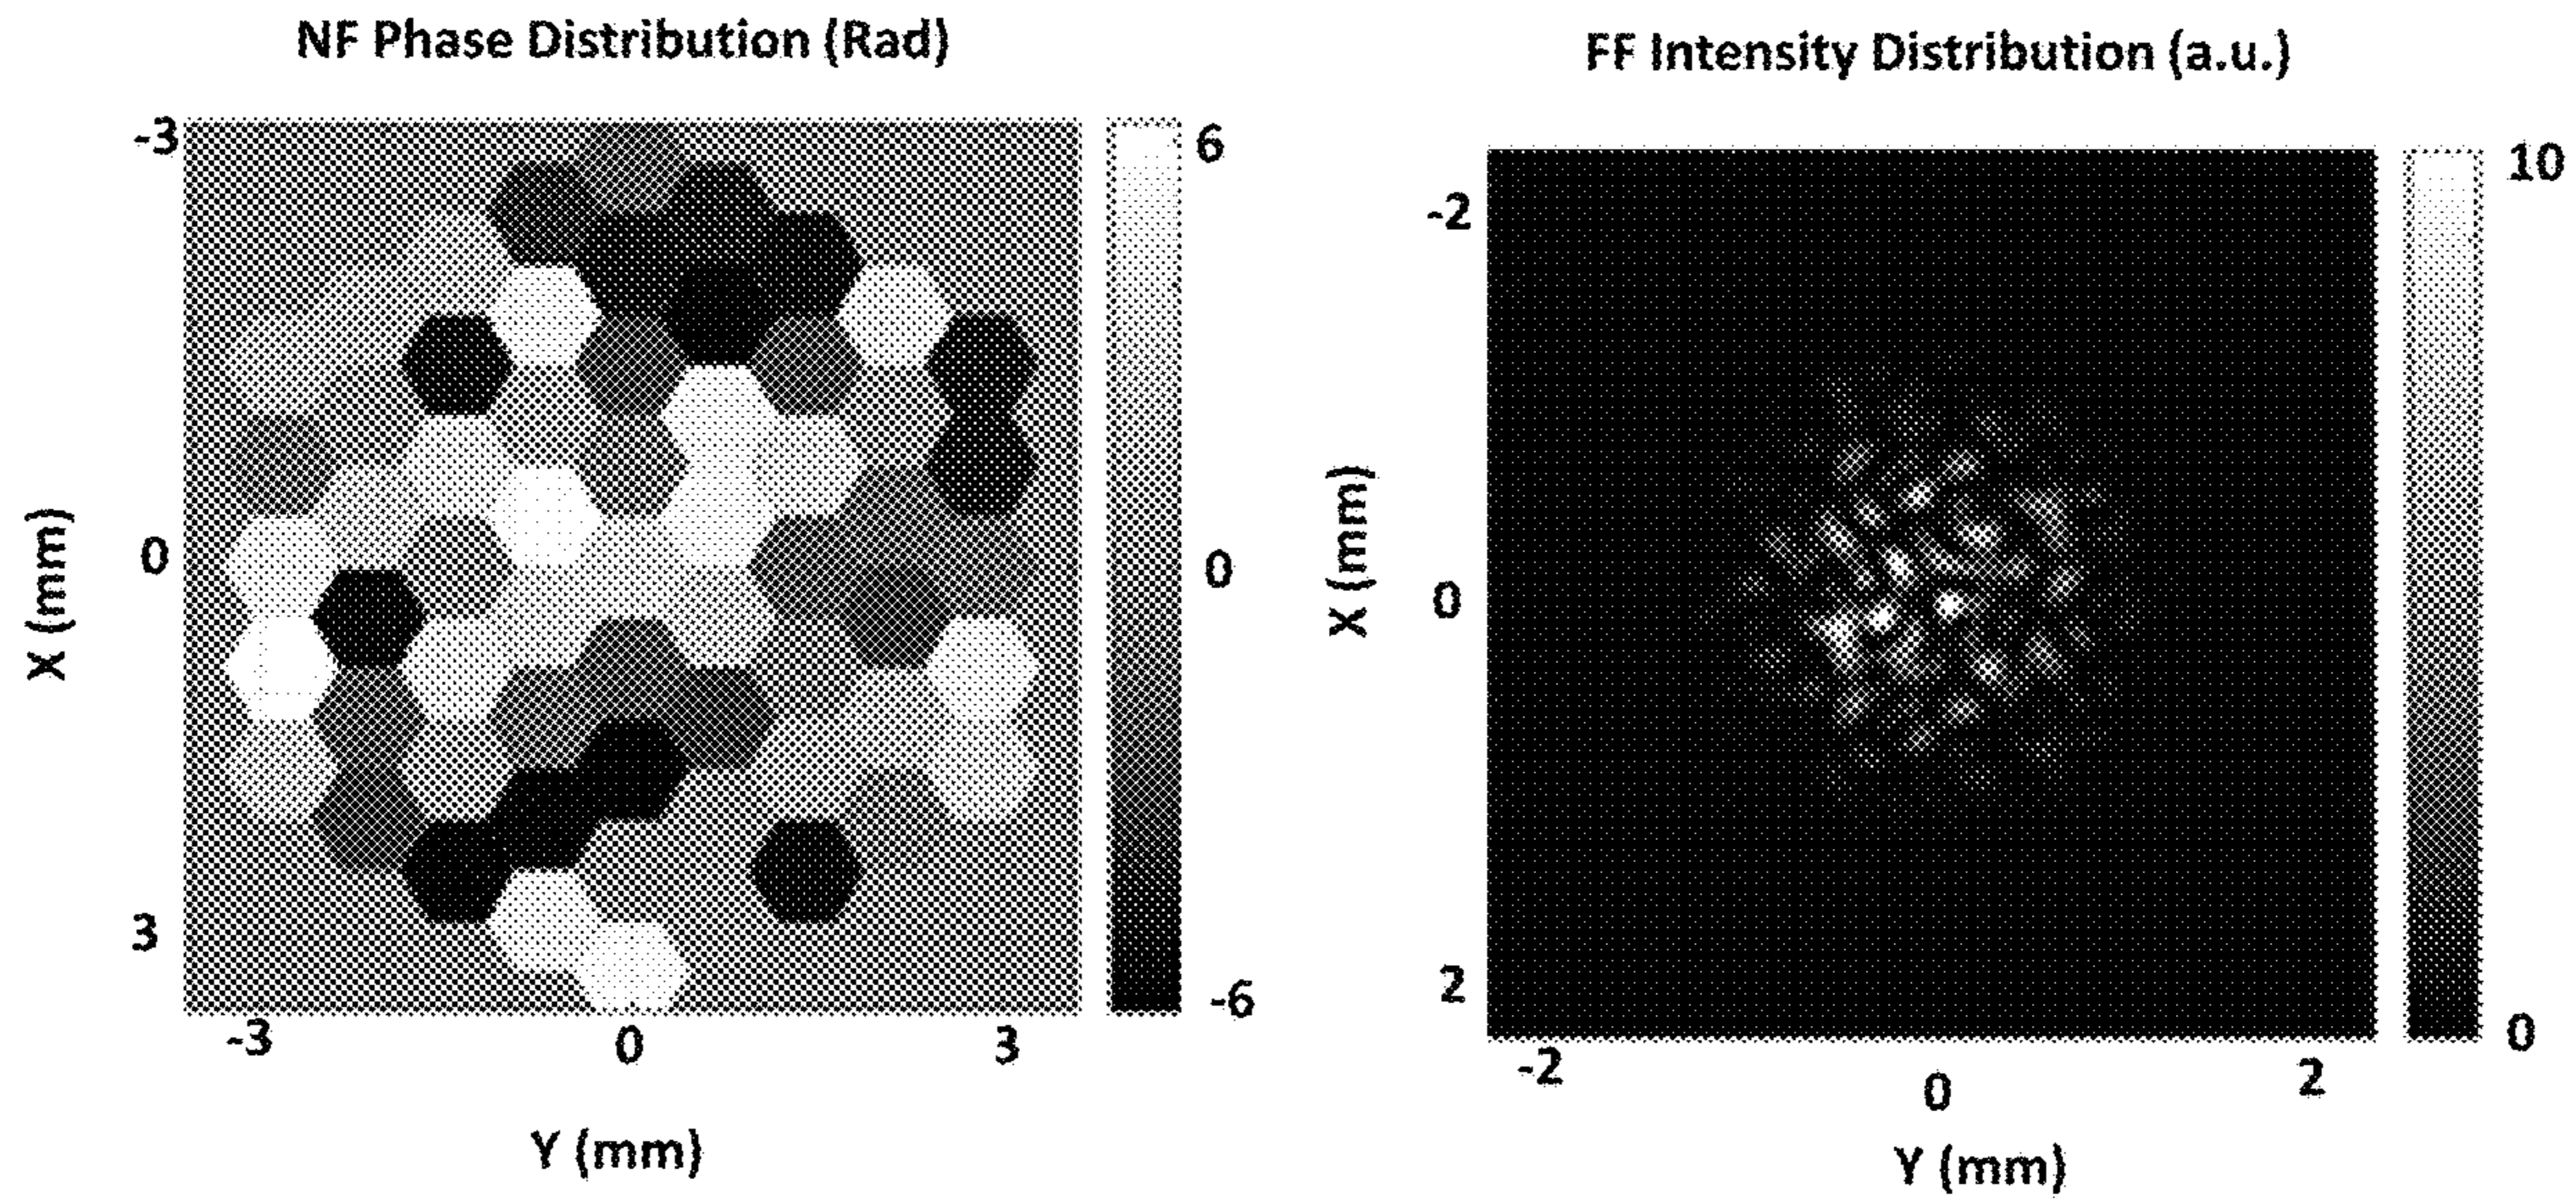 NF Phase Distribution (Rad)
-3
0
3
X (mm)
-3
0
3
Y (mm)
6
0
-6
FF Intensity Distribution (a.u.)
-2
0
2
X (mm)
-2
0
2
Y (mm)
10
0